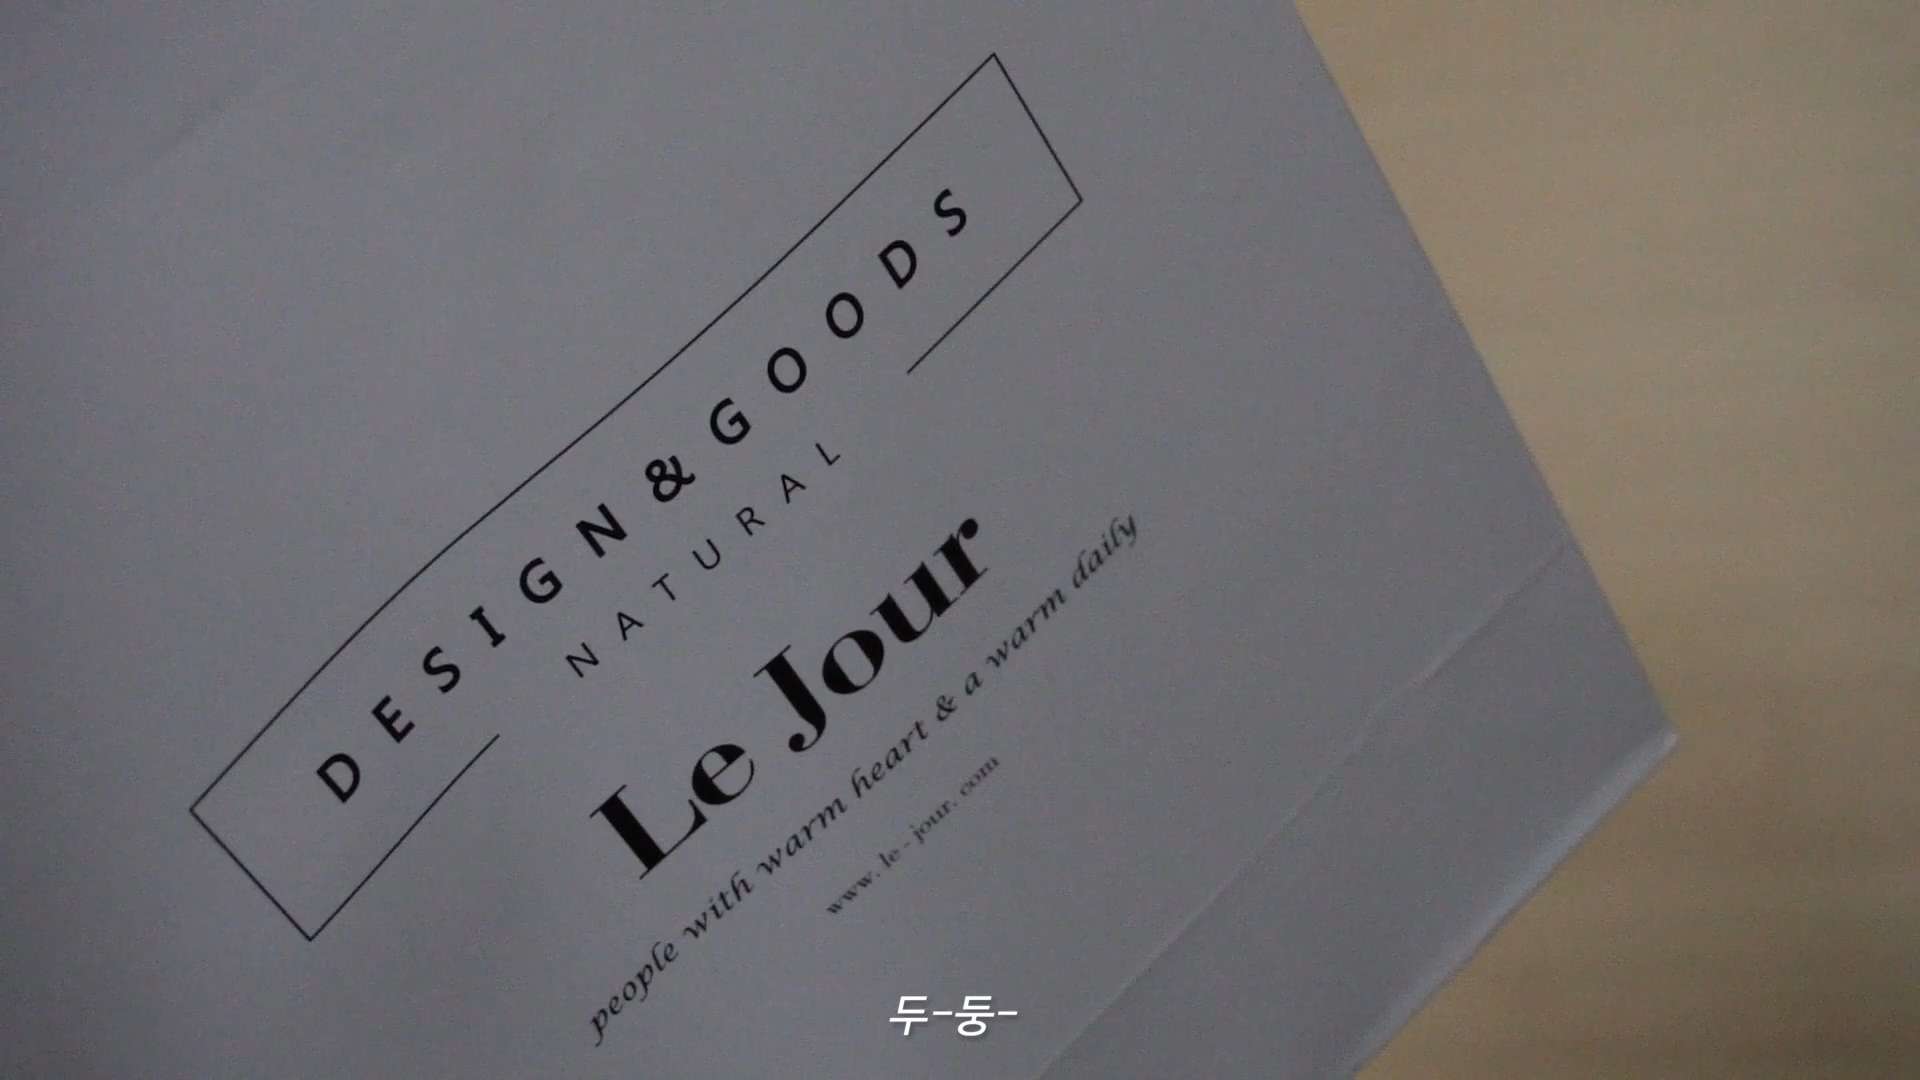 DESIGN&GOODS
NATURAL
Le Jour
people with warm heart & a warm daily
www.le-jour.com
두-둥-